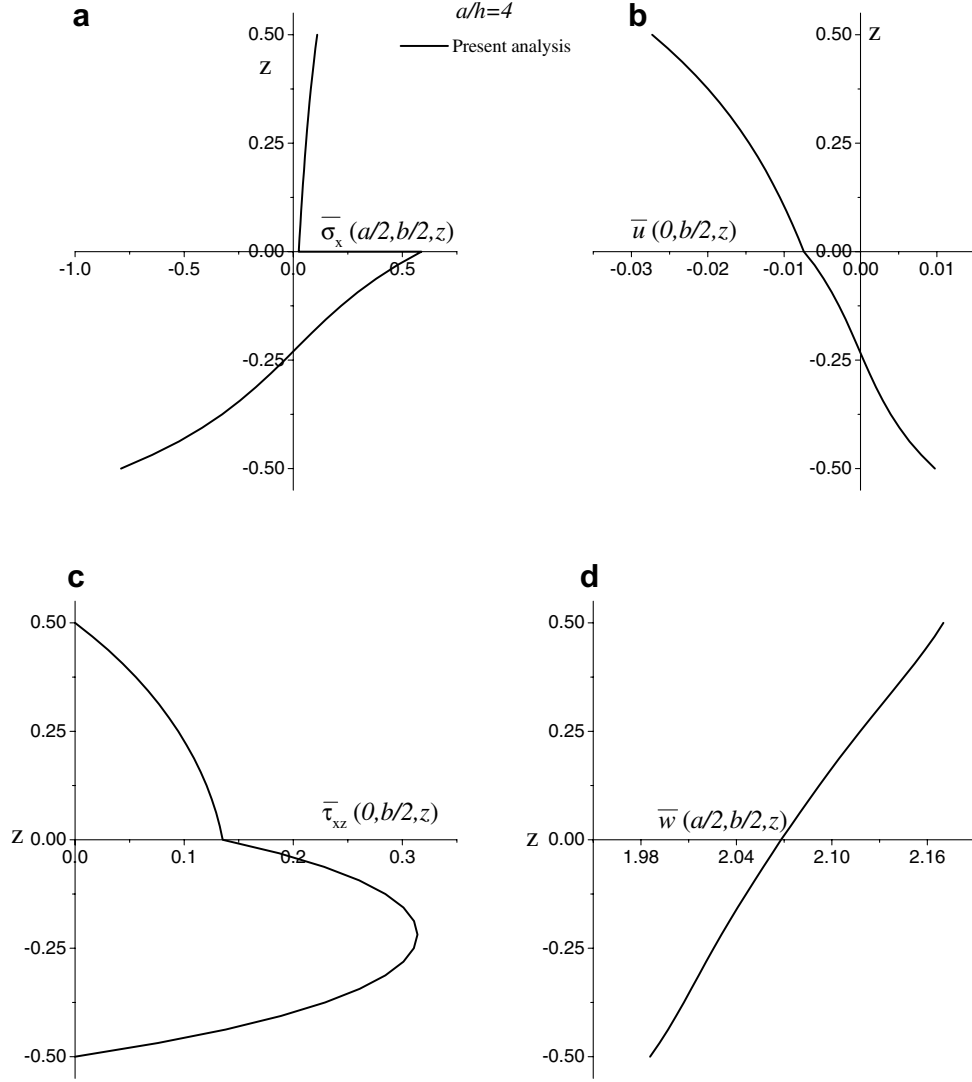 a
a/h=4
Present analysis
0.50
z
0.25
σ̅x (a/2,b/2,z)
0.00
-1.0 -0.5 0.0 0.5
-0.25
-0.50
b
0.50 z
0.25
u̅ (0,b/2,z)
0.00
-0.03 -0.02 -0.01 0.00 0.01
-0.25
-0.50
c
0.50
0.25
τ̅xz (0,b/2,z)
z 0.00
0.0 0.1 0.2 0.3
-0.25
-0.50
d
0.50
0.25
w̅ (a/2,b/2,z)
z 0.00
1.98 2.04 2.10 2.16
-0.25
-0.50